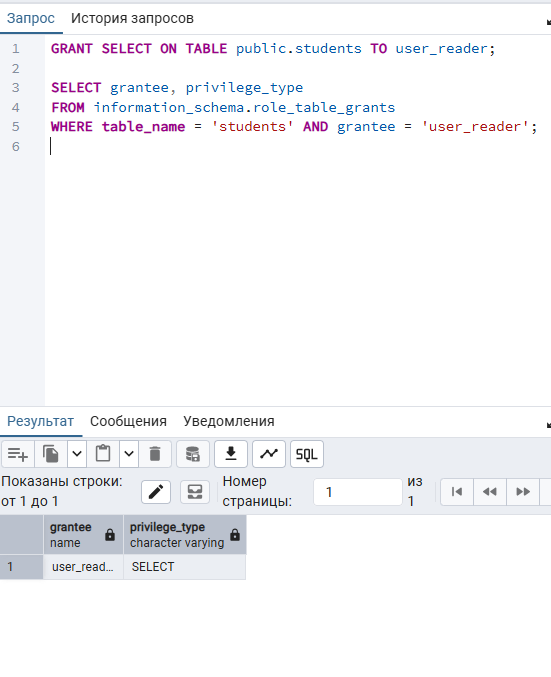 Запрос История запросов
1 GRANT SELECT ON TABLE public.students TO user_reader;
2
3 SELECT grantee, privilege_type
4 FROM information_schema.role_table_grants
5 WHERE table_name = 'students' AND grantee = 'user_reader';
6
Результат Сообщения Уведомления
SQL
Показаны строки: от 1 до 1
Номер страницы: 1 из 1
grantee privilege_type
name character varying
1 user_read... SELECT